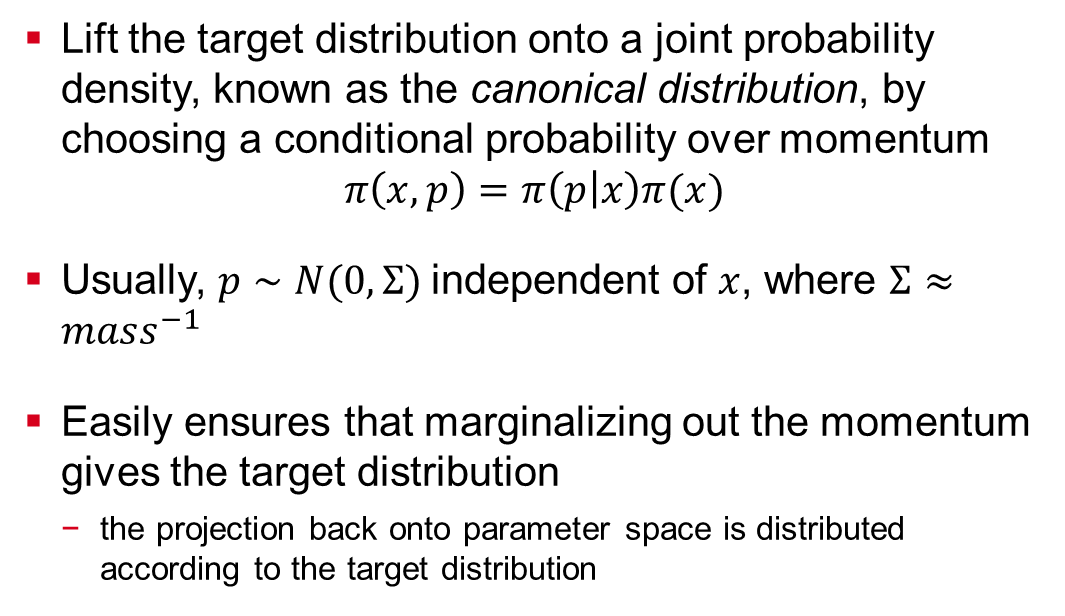 ▪ Lift the target distribution onto a joint probability
density, known as the canonical distribution, by
choosing a conditional probability over momentum
𝜋(𝑥, 𝑝) = 𝜋(𝑝|𝑥)𝜋(𝑥)
▪ Usually, 𝑝 ~ 𝑁(0, Σ) independent of 𝑥, where Σ ≈
𝑚𝑎𝑠𝑠⁻¹
▪ Easily ensures that marginalizing out the momentum
gives the target distribution
− the projection back onto parameter space is distributed
according to the target distribution